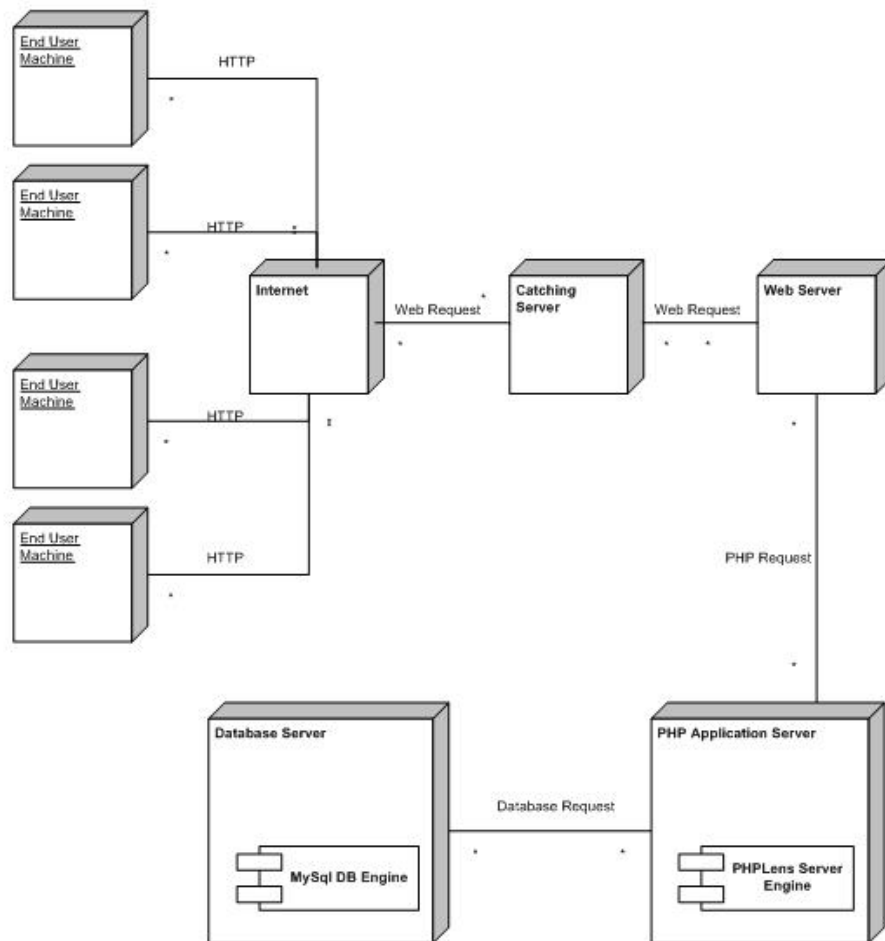 End User
Machine
HTTP
*
End User
Machine
HTTP
*
*
Internet
Web Request
*
*
Catching
Server
Web Request
*
*
Web Server
End User
Machine
HTTP
*
*
*
End User
Machine
HTTP
*
PHP Request
*
Database Server
PHP Application Server
Database Request
*
*
MySql DB Engine
PHPLens Server
Engine